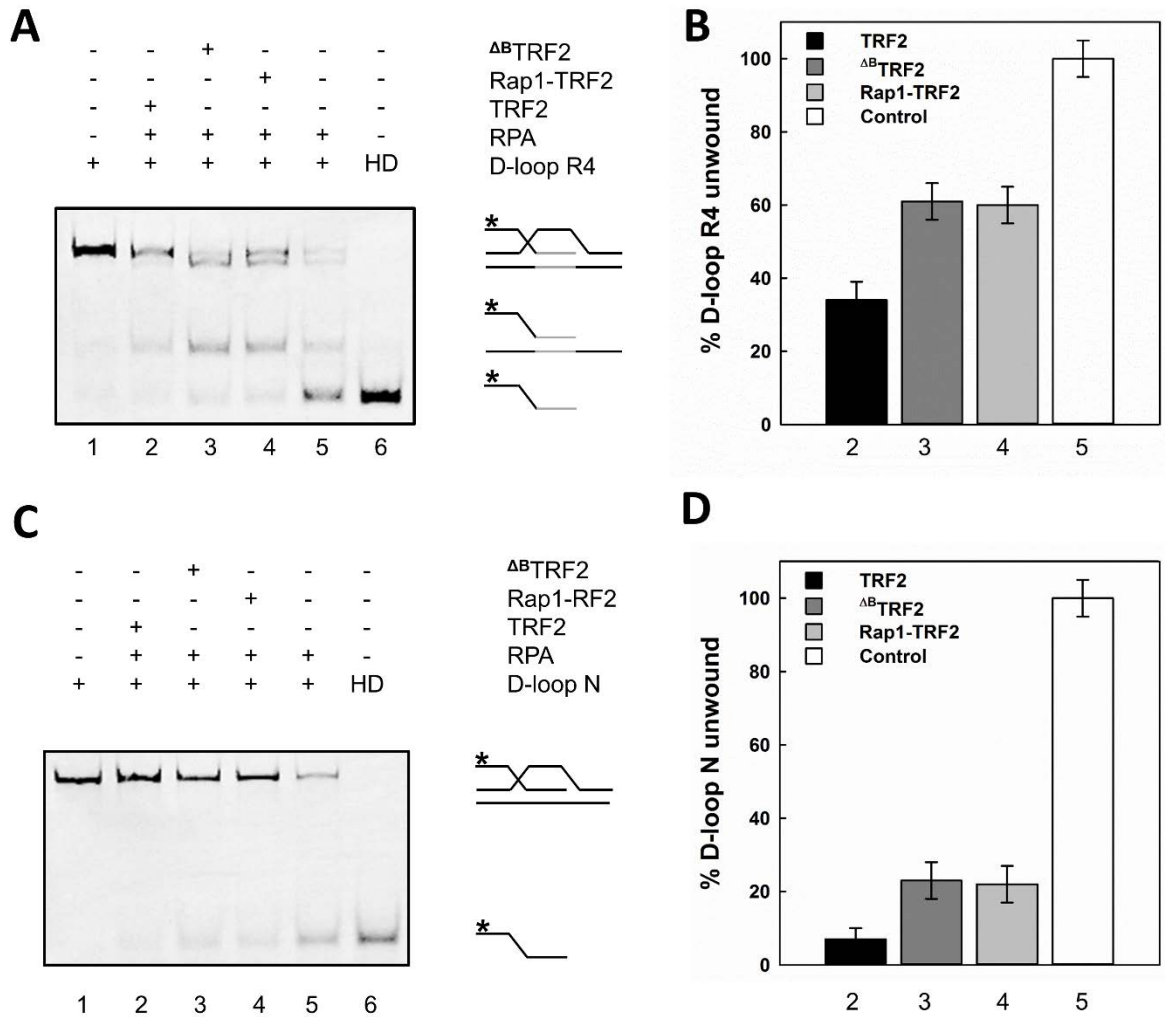 A
- - + - - - ΔBTRF2
- - - + - - Rap1-TRF2
- + - - - - TRF2
- + + + + - RPA
+ + + + + HD D-loop R4
*
*
*
1 2 3 4 5 6
B
% D-loop R4 unwound
100
80
60
40
20
0
TRF2
ΔBTRF2
Rap1-TRF2
Control
2 3 4 5
C
- - + - - - ΔBTRF2
- - - + - - Rap1-RF2
- + - - - - TRF2
- + + + + - RPA
+ + + + + HD D-loop N
*
*
1 2 3 4 5 6
D
% D-loop N unwound
100
80
60
40
20
0
TRF2
ΔBTRF2
Rap1-TRF2
Control
2 3 4 5